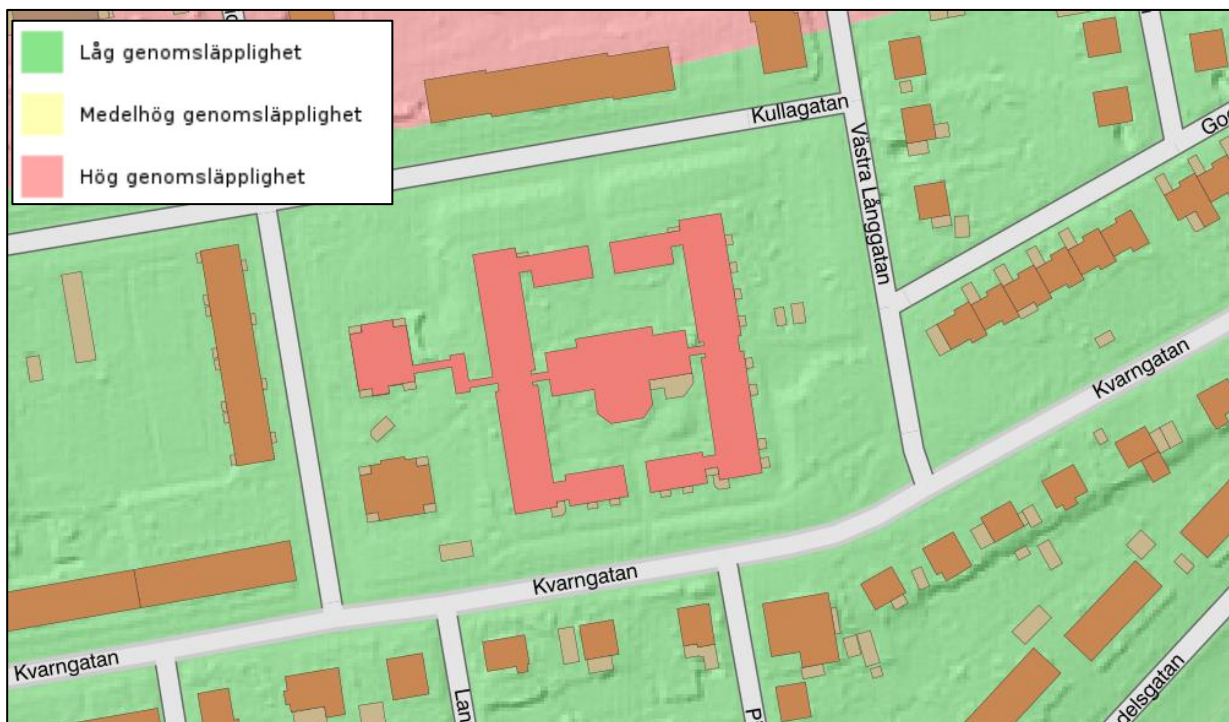 Låg genomsläpplighet
Medelhög genomsläpplighet
Hög genomsläpplighet
Kullagatan
Västra Långgatan
Kvarngatan
Kvarngatan
Kvarngatan